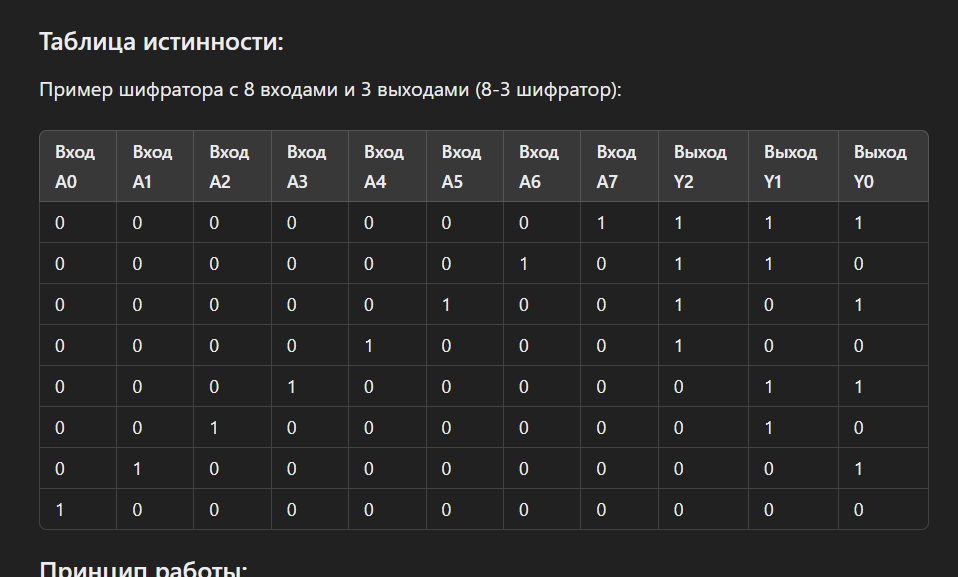 Таблица истинности:
Пример шифратора с 8 входами и 3 выходами (8-3 шифратор):
Вход A0 Вход A1 Вход A2 Вход A3 Вход A4 Вход A5 Вход A6 Вход A7 Выход Y2 Выход Y1 Выход Y0
0 0 0 0 0 0 0 1 1 1 1
0 0 0 0 0 0 1 0 1 1 0
0 0 0 0 0 1 0 0 1 0 1
0 0 0 0 1 0 0 0 1 0 0
0 0 0 1 0 0 0 0 0 1 1
0 0 1 0 0 0 0 0 0 1 0
0 1 0 0 0 0 0 0 0 0 1
1 0 0 0 0 0 0 0 0 0 0
Принцип работы: